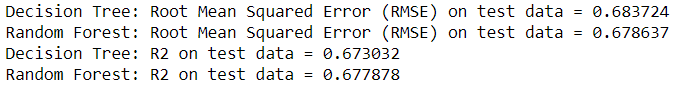 Decision Tree: Root Mean Squared Error (RMSE) on test data = 0.683724
Random Forest: Root Mean Squared Error (RMSE) on test data = 0.678637
Decision Tree: R2 on test data = 0.673032
Random Forest: R2 on test data = 0.677878